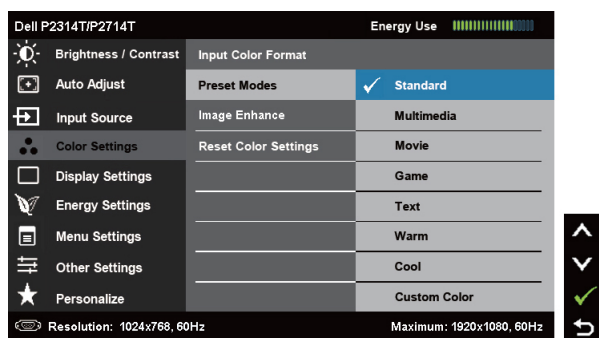 Dell P2314T/P2714T Energy Use
Brightness / Contrast Input Color Format
Auto Adjust Preset Modes Standard
Input Source Image Enhance Multimedia
Color Settings Reset Color Settings Movie
Display Settings Game
Energy Settings Text
Menu Settings Warm
Other Settings Cool
Personalize Custom Color
Resolution: 1024x768, 60Hz Maximum: 1920x1080, 60Hz